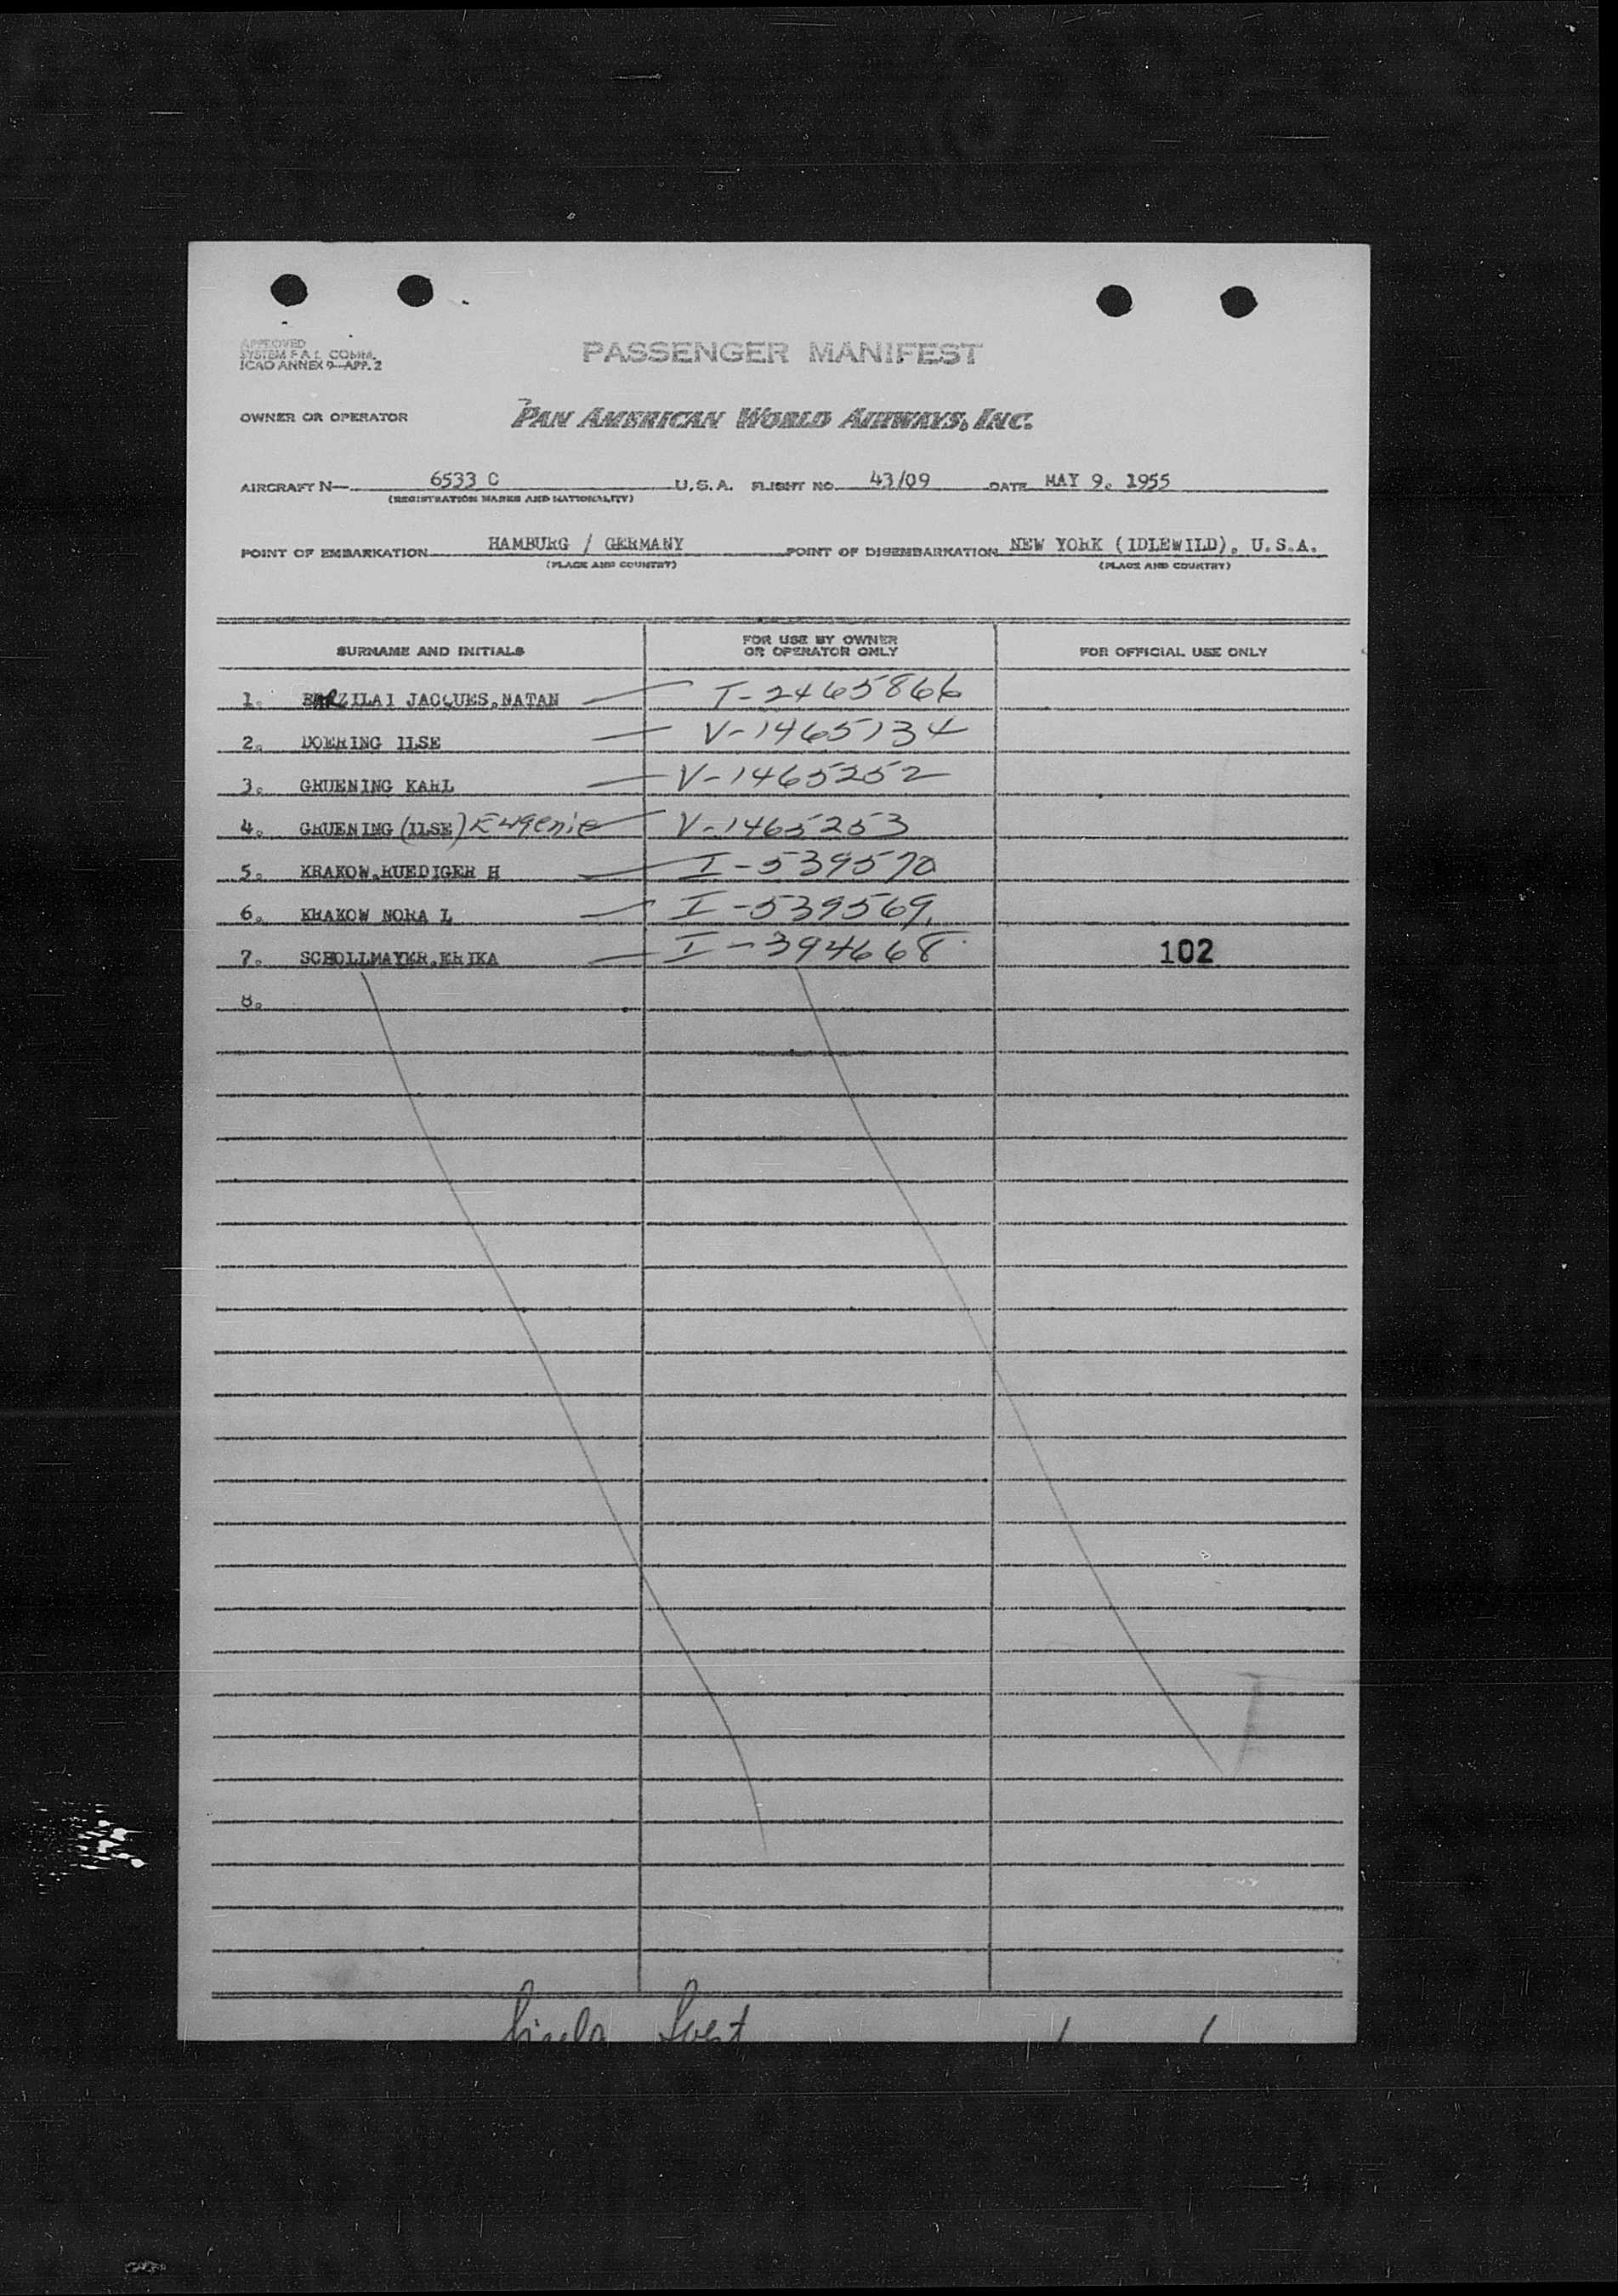 APPROVED
SYSTEM F A L COMM.
ICAO ANNEX 9—APP. 2
PASSENGER MANIFEST
OWNER OR OPERATOR PAN AMERICAN WORLD AIRWAYS, INC.
AIRCRAFT N— 6533 C U.S.A. FLIGHT NO. 43/09 DATE MAY 9. 1955
(REGISTRATION MARKS AND NATIONALITY)
POINT OF EMBARKATION HAMBURG / GERMANY POINT OF DISEMBARKATION NEW YORK (IDLEWILD), U.S.A.
(PLACE AND COUNTRY) (PLACE AND COUNTRY)
SURNAME AND INITIALS FOR USE BY OWNER OR OPERATOR ONLY FOR OFFICIAL USE ONLY
1. BARZILAI JACQUES,NATAN — T-2465866
2. DOERING ILSE — V-1465134
3. GRUENING KARL — V-1465252
4. GRUENING (ILSE) Eugenie — V-1465253
5. KRAKOW,RUEDIGER H — I-539570
6. KRAKOW NORA L — I-539569
7. SCHOLLMAYER,ERIKA — I-394668 102
8.